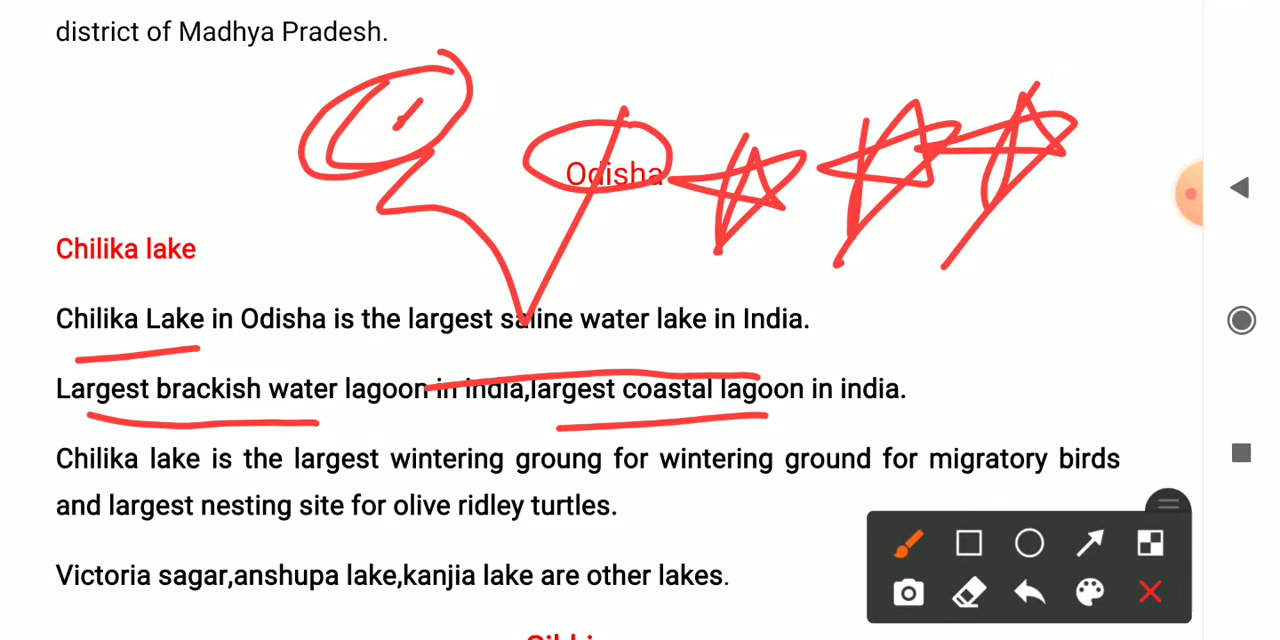 district of Madhya Pradesh.
Odisha
Chilika lake
Chilika Lake in Odisha is the largest saline water lake in India.
Largest brackish water lagoon in india,largest coastal lagoon in india.
Chilika lake is the largest wintering groung for wintering ground for migratory birds
and largest nesting site for olive ridley turtles.
Victoria sagar,anshupa lake,kanjia lake are other lakes.